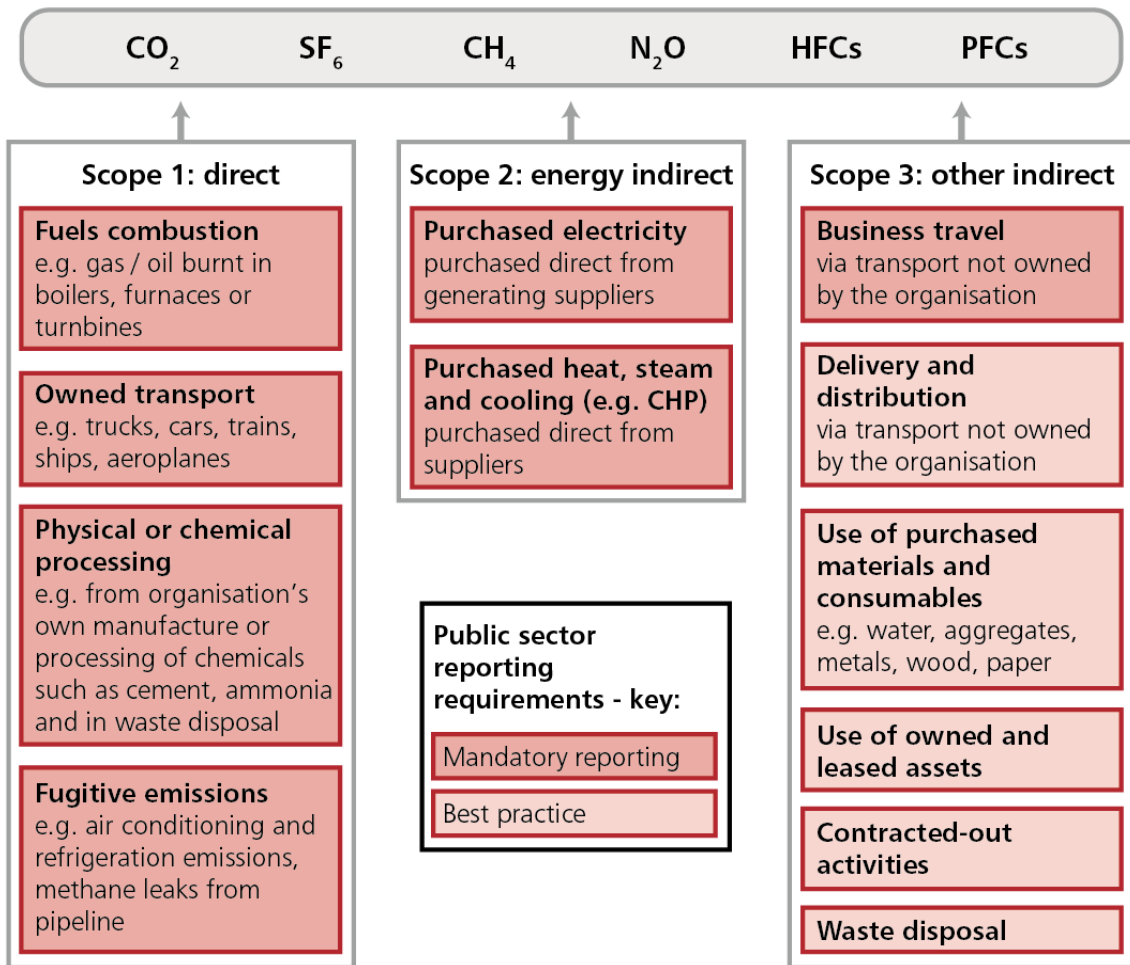 CO₂ SF₆ CH₄ N₂O HFCs PFCs
Scope 1: direct
Fuels combustion
e.g. gas / oil burnt in
boilers, furnaces or
turnbines
Owned transport
e.g. trucks, cars, trains,
ships, aeroplanes
Physical or chemical
processing
e.g. from organisation's
own manufacture or
processing of chemicals
such as cement, ammonia
and in waste disposal
Fugitive emissions
e.g. air conditioning and
refrigeration emissions,
methane leaks from
pipeline
Scope 2: energy indirect
Purchased electricity
purchased direct from
generating suppliers
Purchased heat, steam
and cooling (e.g. CHP)
purchased direct from
suppliers
Public sector
reporting
requirements - key:
Mandatory reporting
Best practice
Scope 3: other indirect
Business travel
via transport not owned
by the organisation
Delivery and
distribution
via transport not owned
by the organisation
Use of purchased
materials and
consumables
e.g. water, aggregates,
metals, wood, paper
Use of owned and
leased assets
Contracted-out
activities
Waste disposal